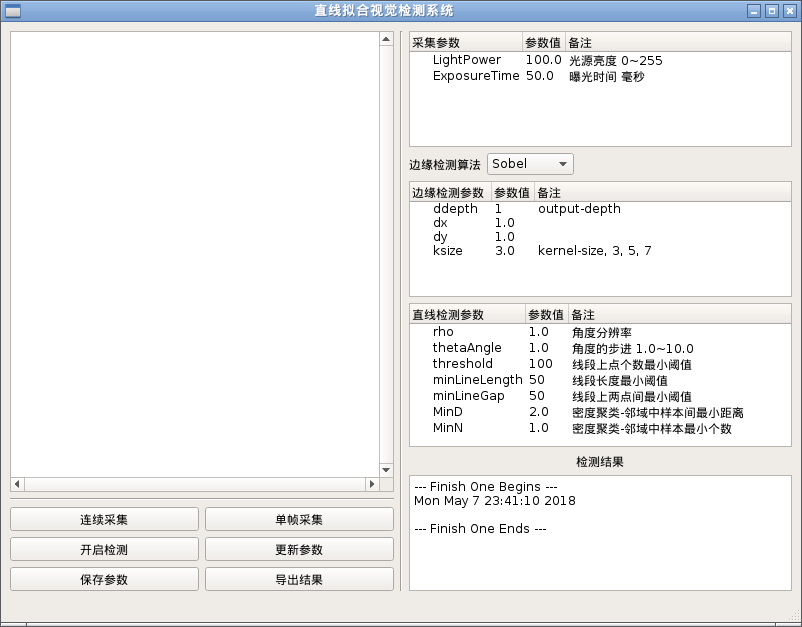 直线拟合视觉检测系统
采集参数 参数值 备注
LightPower 100.0 光源亮度 0~255
ExposureTime 50.0 曝光时间 毫秒
边缘检测算法 Sobel
边缘检测参数 参数值 备注
ddepth 1 output-depth
dx 1.0
dy 1.0
ksize 3.0 kernel-size, 3, 5, 7
直线检测参数 参数值 备注
rho 1.0 角度分辨率
thetaAngle 1.0 角度的步进 1.0~10.0
threshold 100 线段上点个数最小阈值
minLineLength 50 线段长度最小阈值
minLineGap 50 线段上两点间最小阈值
MinD 2.0 密度聚类-邻域中样本间最小距离
MinN 1.0 密度聚类-邻域中样本最小个数
检测结果
--- Finish One Begins ---
Mon May 7 23:41:10 2018
--- Finish One Ends ---
连续采集 单帧采集
开启检测 更新参数
保存参数 导出结果